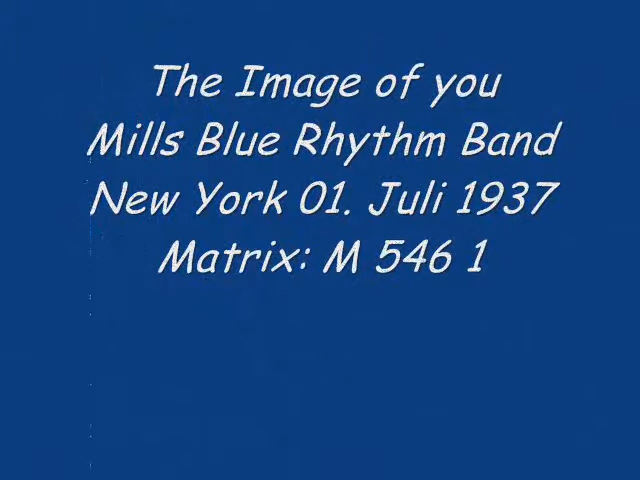 The Image of you
Mills Blue Rhythm Band
New York 01. Juli 1937
Matrix: M 546 1